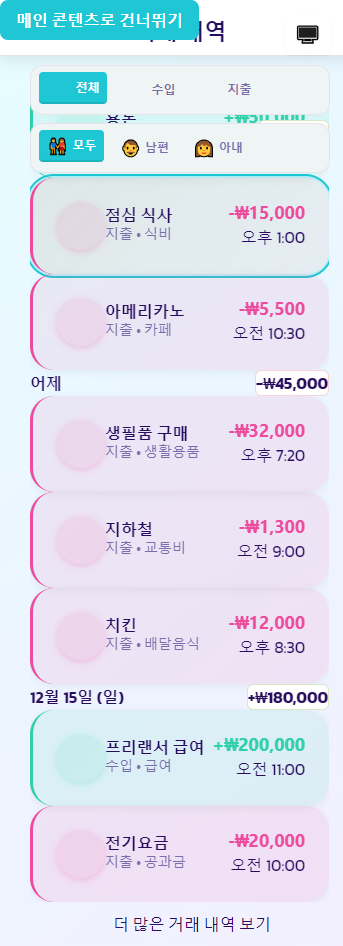 메인 콘텐츠로 건너뛰기
내역
전체 수입 지출
용돈 +₩50,000
모두 남편 아내
점심 식사 -₩15,000
지출 • 식비 오후 1:00
아메리카노 -₩5,500
지출 • 카페 오전 10:30
어제 -₩45,000
생필품 구매 -₩32,000
지출 • 생활용품 오후 7:20
지하철 -₩1,300
지출 • 교통비 오전 9:00
치킨 -₩12,000
지출 • 배달음식 오후 8:30
12월 15일 (일) +₩180,000
프리랜서 급여 +₩200,000
수입 • 급여 오전 11:00
전기요금 -₩20,000
지출 • 공과금 오전 10:00
더 많은 거래 내역 보기